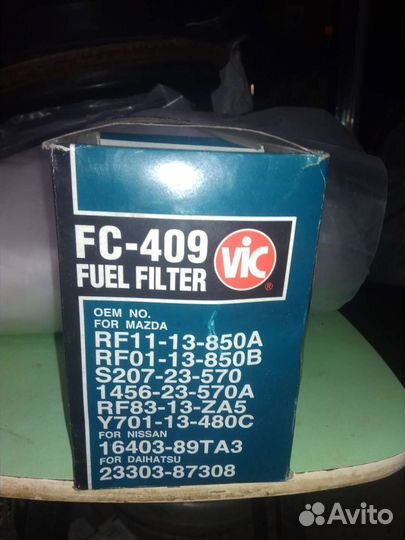 FC-409
FUEL FILTER
VIC
®
OEM NO.
FOR MAZDA
RF11-13-850A
RF01-13-850B
S207-23-570
1456-23-570A
RF83-13-ZA5
Y701-13-480C
FOR NISSAN
16403-89TA3
FOR DAIHATSU
23303-87308
Avito